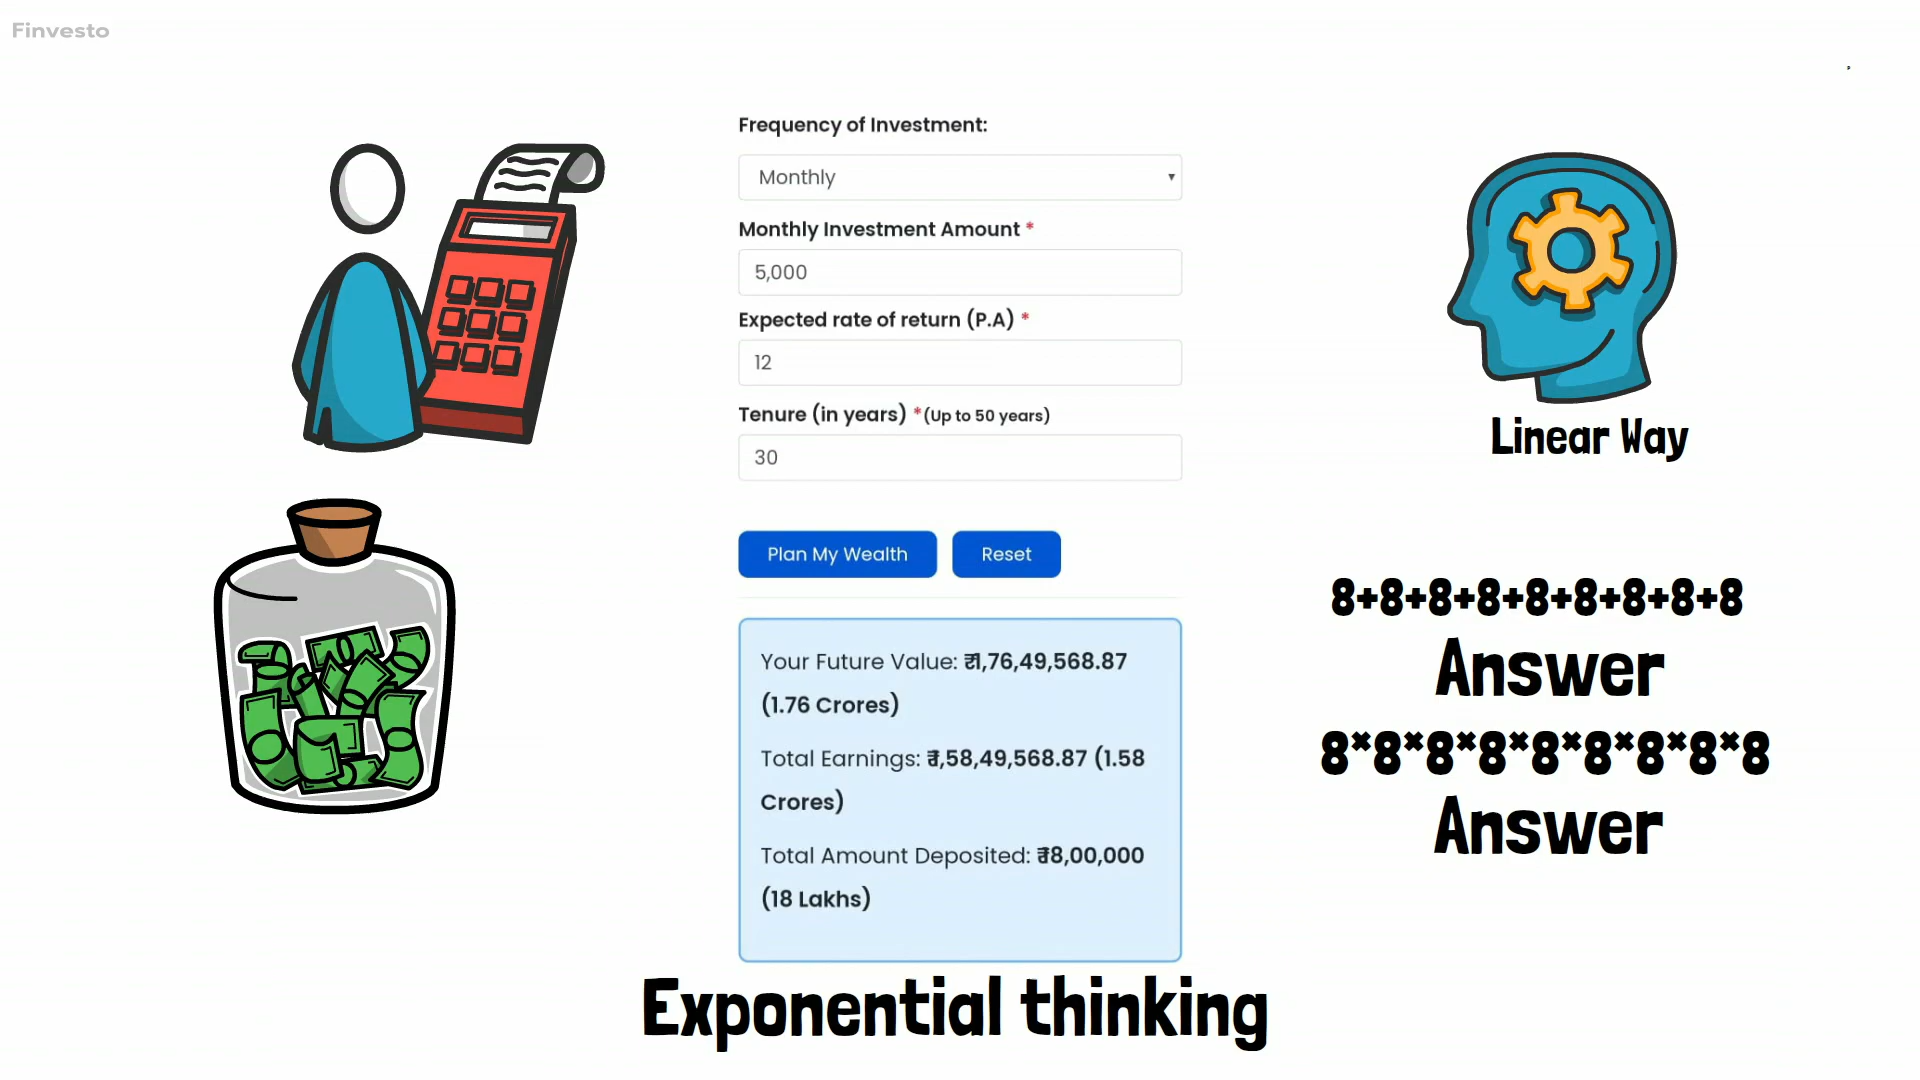 Finvesto
Frequency of Investment:
Monthly
Monthly Investment Amount *
5,000
Expected rate of return (P.A) *
12
Tenure (in years) *(Up to 50 years)
30
Plan My Wealth
Reset
Your Future Value: ₹1,76,49,568.87
(1.76 Crores)
Total Earnings: ₹1,58,49,568.87 (1.58
Crores)
Total Amount Deposited: ₹18,00,000
(18 Lakhs)
Exponential thinking
Linear Way
8+8+8+8+8+8+8+8+8
Answer
8*8*8*8*8*8*8*8*8
Answer